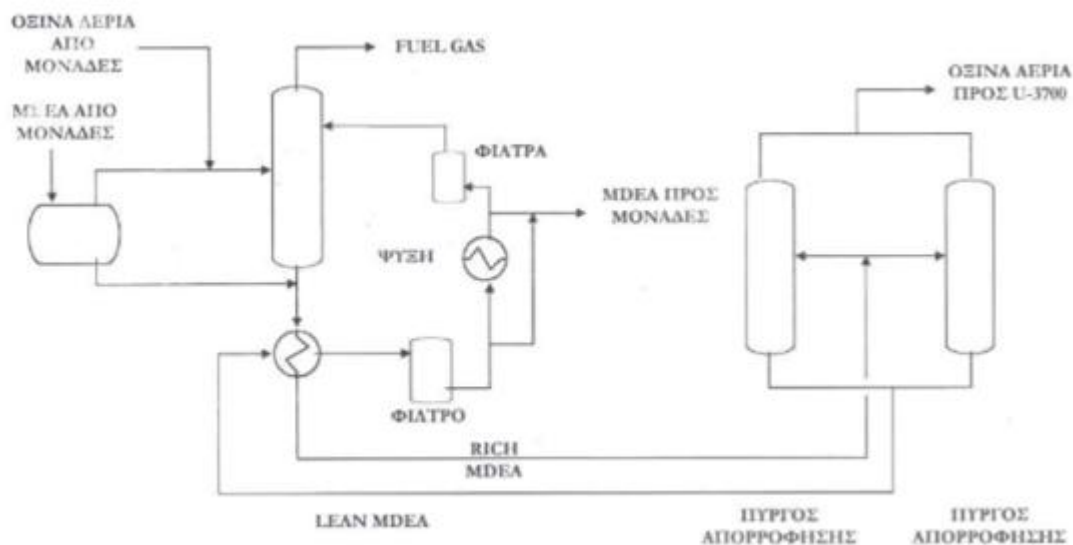 ΟΞΙΝΑ ΑΕΡΙΑ
ΑΠΟ
ΜΟΝΑΔΕΣ
FUEL GAS
ΟΞΙΝΑ ΑΕΡΙΑ
ΠΡΟΣ U-3700
ΑΠΟ
ΜΟΝΑΔΕΣ
ΦΙΛΤΡΑ
MDEA ΠΡΟΣ
ΜΟΝΑΔΕΣ
ΨΥΞΗ
ΦΙΛΤΡΟ
RICH
MDEA
LEAN MDEA
ΠΥΡΓΟΣ
ΑΠΟΡΡΟΦΗΣΗΣ
ΠΥΡΓΟΣ
ΑΠΟΡΡΟΦΗΣΗΣ